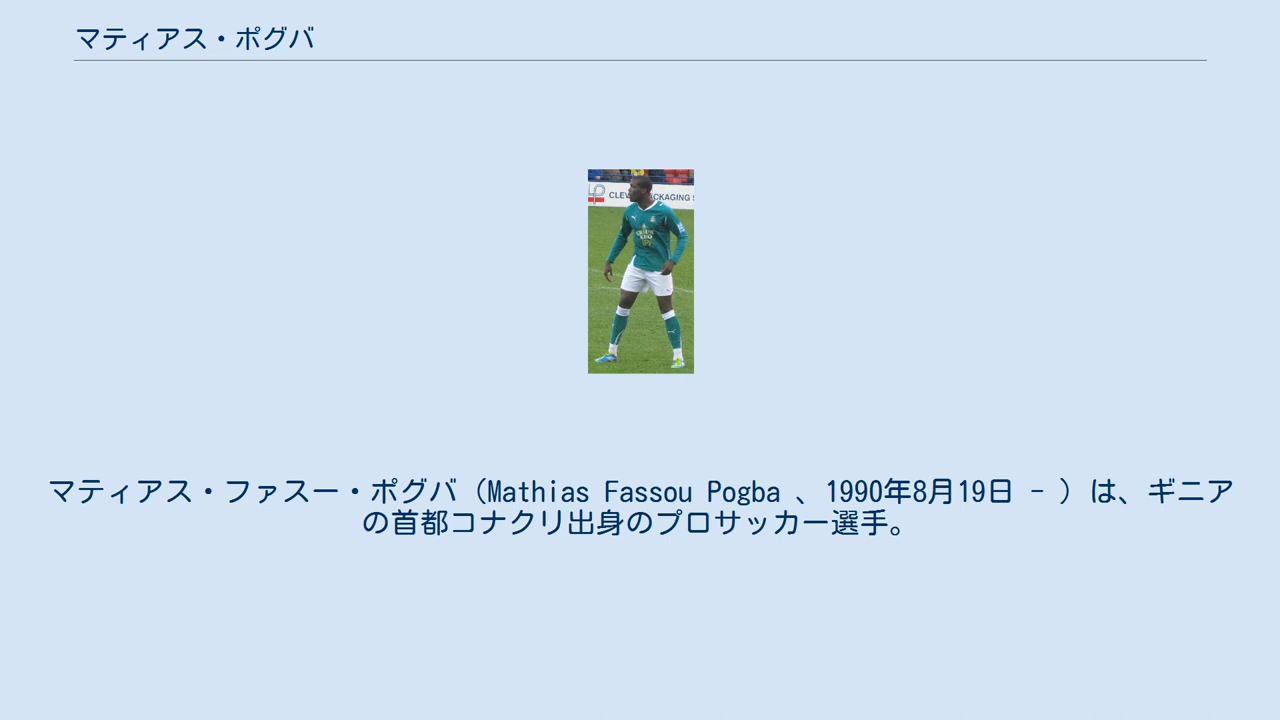 マティアス・ポグバ
CLEV
CKAGING
マティアス・ファスー・ポグバ（Mathias Fassou Pogba 、1990年8月19日 - ）は、ギニア
の首都コナクリ出身のプロサッカー選手。